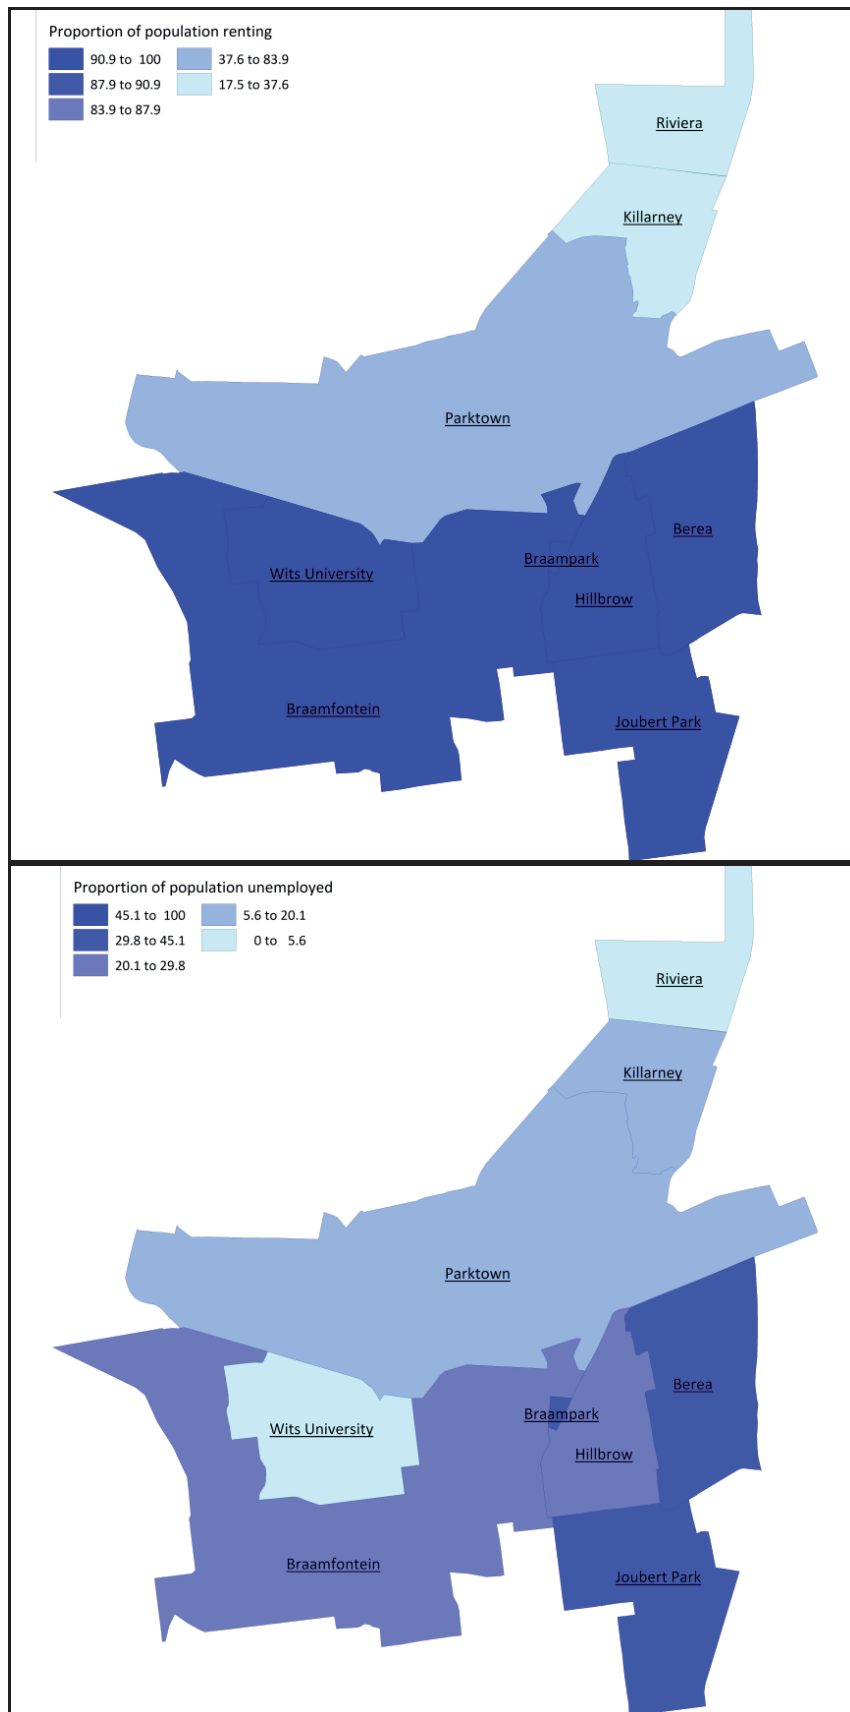 Proportion of population renting
90.9 to 100
37.6 to 83.9
87.9 to 90.9
17.5 to 37.6
83.9 to 87.9
Riviera
Killarney
Parktown
Berea
Braampark
Wits University
Hillbrow
Braamfontein
Joubert Park
Proportion of population unemployed
45.1 to 100
5.6 to 20.1
29.8 to 45.1
0 to 5.6
20.1 to 29.8
Riviera
Killarney
Parktown
Berea
Braampark
Wits University
Hillbrow
Braamfontein
Joubert Park